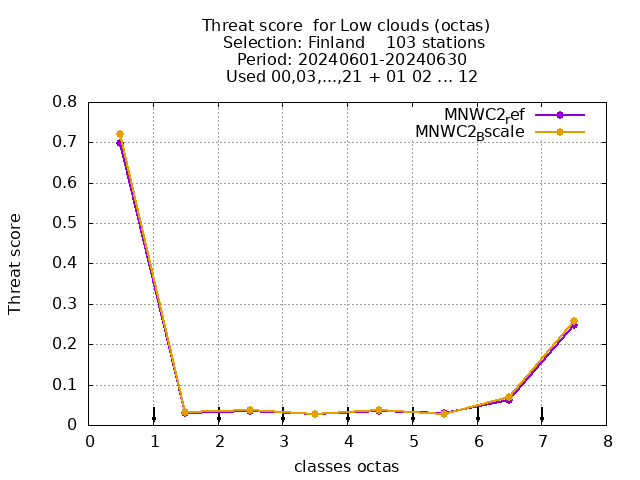 Threat score  for Low clouds (octas)
Selection: Finland    103 stations
Period: 20240601-20240630
Used 00,03,...,21 + 01 02 ... 12
MNWC2ref
MNWC2Bscale
0.8
0.7
0.6
0.5
0.4
0.3
0.2
0.1
0
Threat score
0 1 2 3 4 5 6 7 8
classes octas